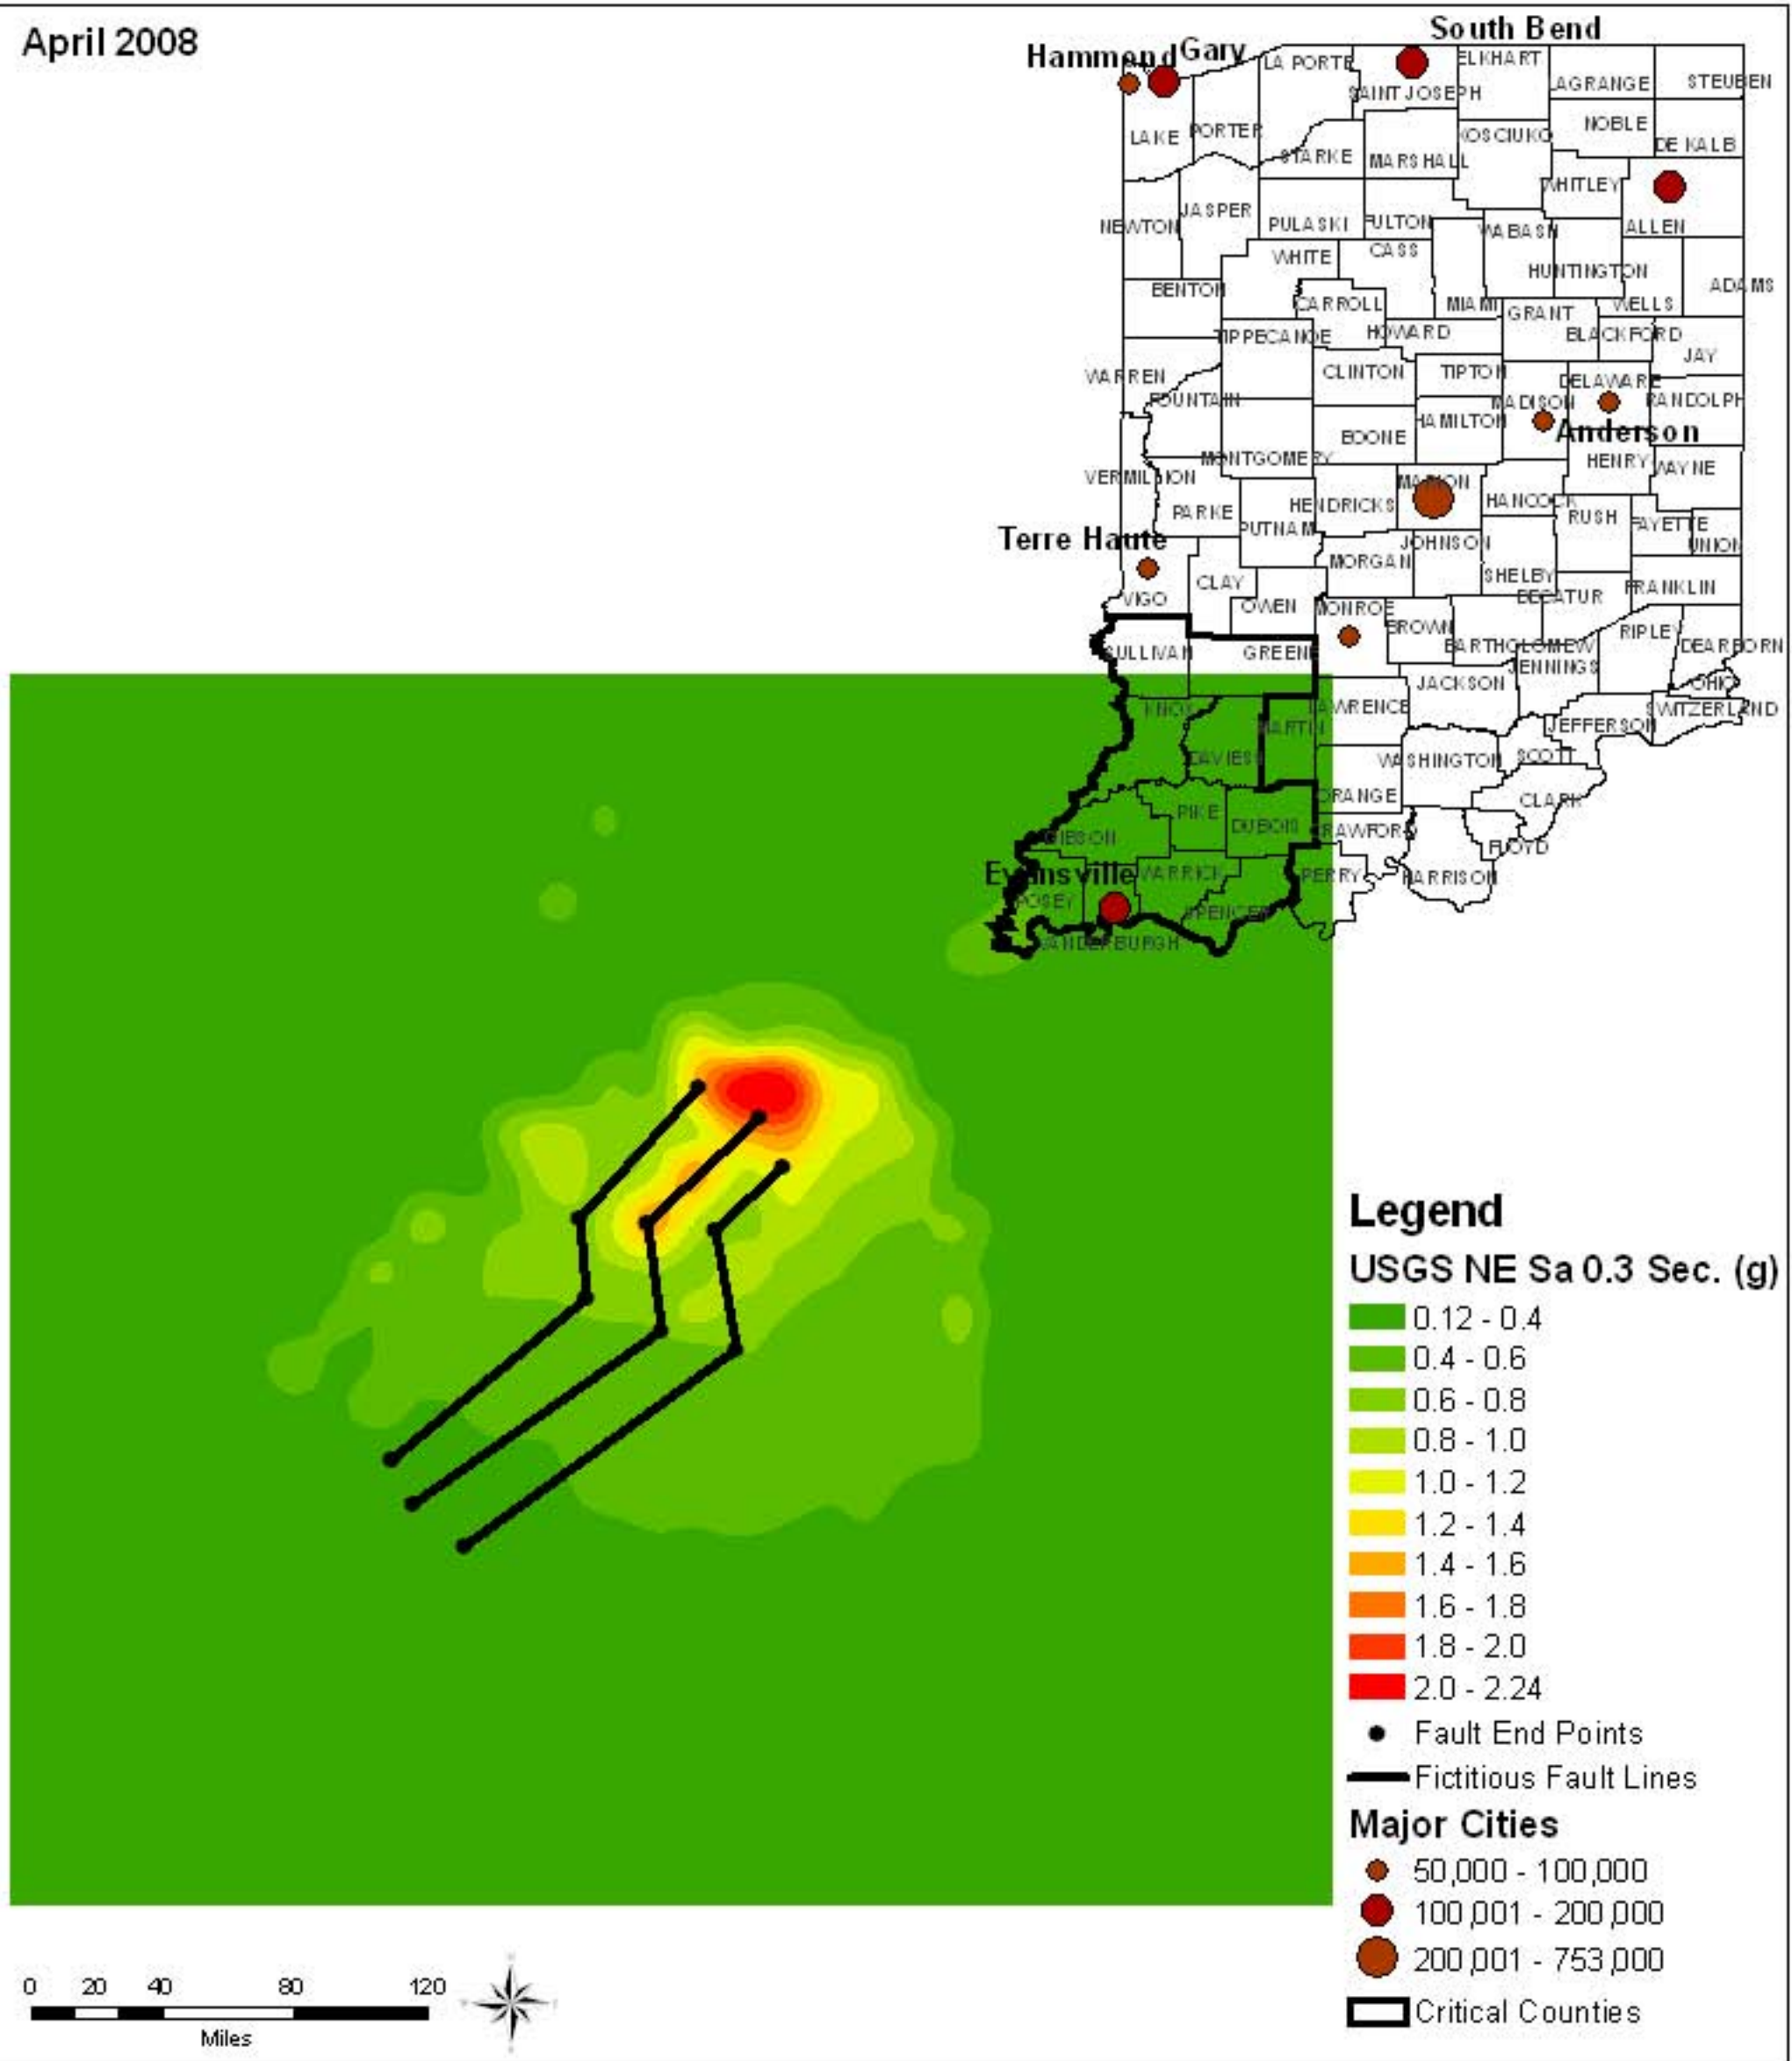 April 2008
South Bend
Hammond
Gary
LA PORTE
ELKHART
LAGRANGE
STEUBEN
SAINT JOSEPH
LAKE
PORTER
NOBLE
KOSCIUKO
DE KALB
STARKE
MARSHALL
WHITLEY
NEWTON
JASPER
PULASKI
FULTON
WABASH
ALLEN
WHITE
CASS
HUNTINGTON
ADAMS
BENTON
CARROLL
MIAMI
GRANT
WELLS
TIPPECANOE
HOWARD
BLACKFORD
JAY
WARREN
CLINTON
TIPTON
DELAWARE
FOUNTAIN
MADISON
RANDOLPH
HAMILTON
BOONE
Anderson
MONTGOMERY
HENRY
WAYNE
VERMILION
MARION
HENDRICKS
HANCOCK
PARKE
PUTNAM
RUSH
FAYETTE
Terre Haute
JOHNSON
UNION
MORGAN
SHELBY
CLAY
FRANKLIN
VIGO
OWEN
MONROE
DECATUR
BROWN
RIPLEY
SULLIVAN
GREENE
BARTHOLOMEW
DEARBORN
JENNINGS
JACKSON
OHIO
KNOX
LAWRENCE
SWITZERLAND
MARTIN
JEFFERSON
DAVIESS
WASHINGTON
SCOTT
ORANGE
CLARK
PIKE
DUBOIS
GIBSON
CRAWFORD
FLOYD
Evansville
WARRICK
PERRY
HARRISON
POSEY
SPENCER
VANDERBURGH
Legend
USGS NE Sa 0.3 Sec. (g)
0.12 - 0.4
0.4 - 0.6
0.6 - 0.8
0.8 - 1.0
1.0 - 1.2
1.2 - 1.4
1.4 - 1.6
1.6 - 1.8
1.8 - 2.0
2.0 - 2.24
Fault End Points
Fictitious Fault Lines
Major Cities
50,000 - 100,000
100,001 - 200,000
200,001 - 753,000
Critical Counties
0 20 40 80 120
Miles